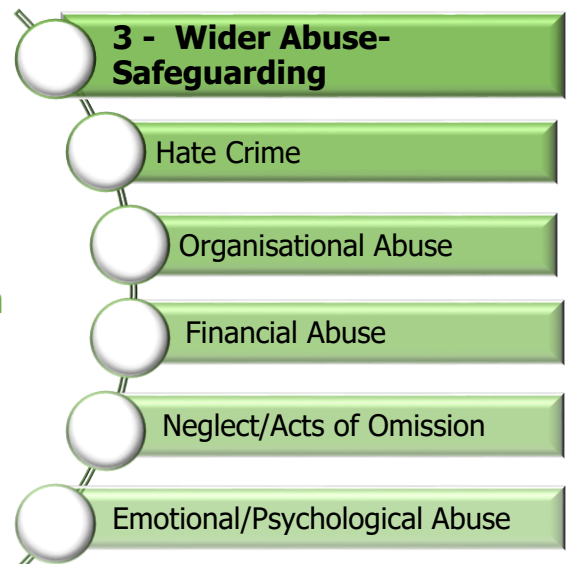 3 -  Wider Abuse-
Safeguarding
Hate Crime
Organisational Abuse
Financial Abuse
Neglect/Acts of Omission
Emotional/Psychological Abuse